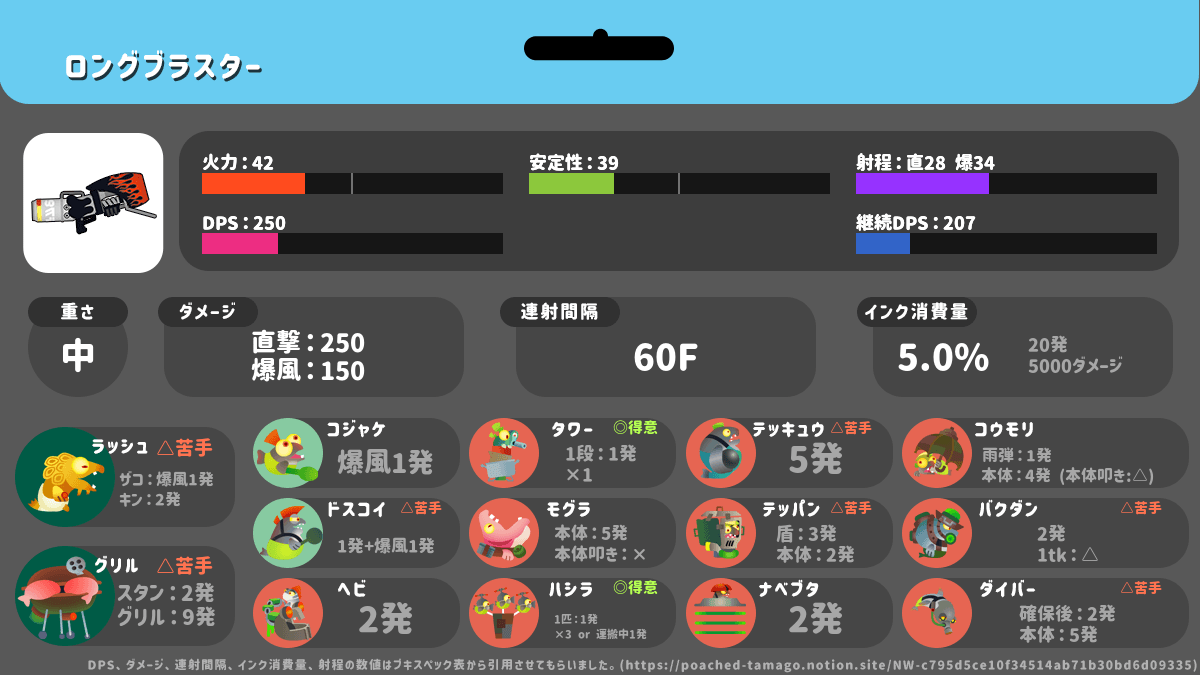 ロングブラスター
火力：42
安定性：39
射程：直28 爆34
DPS：250
継続DPS：207
重さ
中
ダメージ
直撃：250
爆風：150
連射間隔
60F
インク消費量
5.0%
20発
5000ダメージ
ラッシュ △苦手
ザコ：爆風1発
キン：2発
グリル △苦手
スタン：2発
グリル：9発
コジャケ
爆風1発
ドスコイ △苦手
1発+爆風1発
ヘビ
2発
タワー ◎得意
1段：1発
×1
モグラ
本体：5発
本体叩き：×
ハシラ ◎得意
1匹：1発
×3 or 運搬中1発
テッキュウ △苦手
5発
テッパン △苦手
盾：3発
本体：2発
ナベブタ
2発
コウモリ
雨弾：1発
本体：4発 (本体叩き:△)
バクダン △苦手
2発
1tk：△
ダイバー △苦手
確保後：2発
本体：5発
DPS、ダメージ、連射間隔、インク消費量、射程の数値はブキスペック表から引用させてもらいました。(https://poached-tamago.notion.site/NW-c795d5ce10f34514ab71b30bd6d09335)